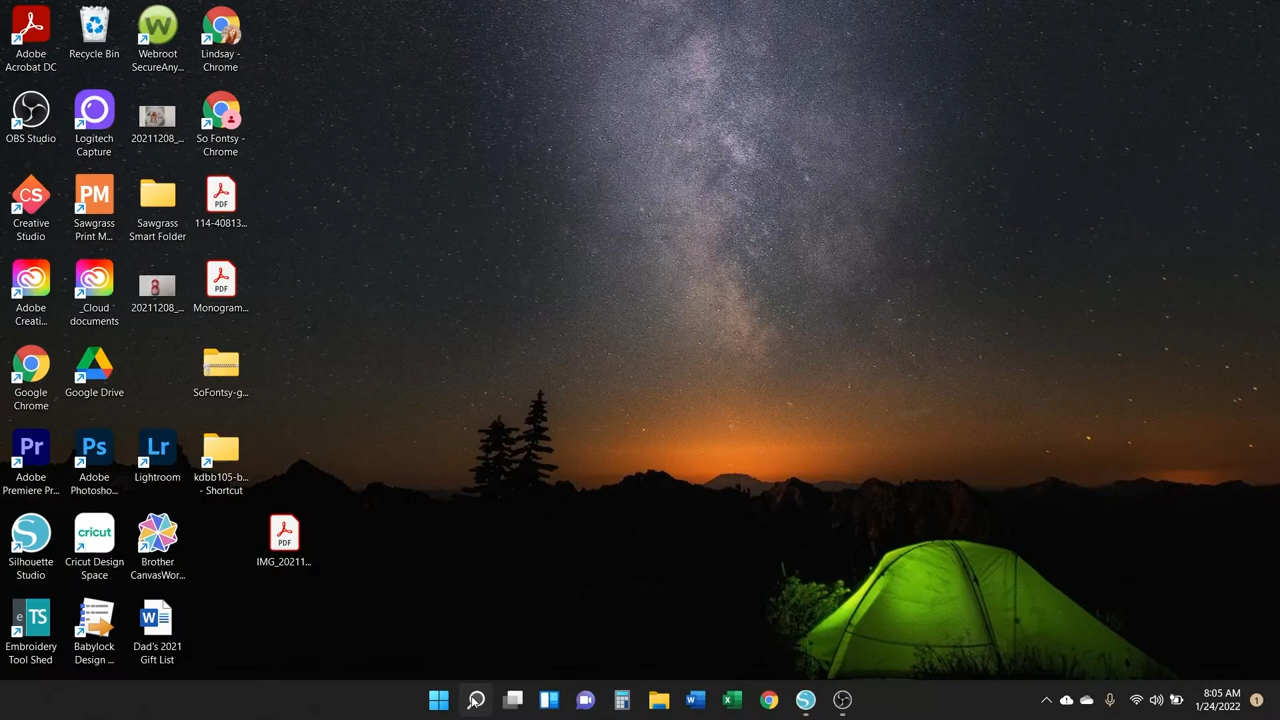 Adobe
Acrobat DC
Recycle Bin
Webroot
SecureAny...
Lindsay -
Chrome
OBS Studio
Logitech
Capture
20211208_...
So Fontsy -
Chrome
CS
Creative
Studio
PM
Sawgrass
Print M...
Sawgrass
Smart Folder
PDF
114-40813...
Adobe
Creati...
_Cloud
documents
20211208_...
PDF
Monogram...
Google
Chrome
Google Drive
SoFontsy-g...
Pr
Adobe
Premiere Pr...
Ps
Adobe
Photosho...
Lr
Lightroom
kdbb105-b...
- Shortcut
S
Silhouette
Studio
cricut
Cricut Design
Space
Brother
CanvasWor...
PDF
IMG_20211...
e TS
Embroidery
Tool Shed
Babylock
Design ...
W
Dad's 2021
Gift List
8:05 AM
1/24/2022
1